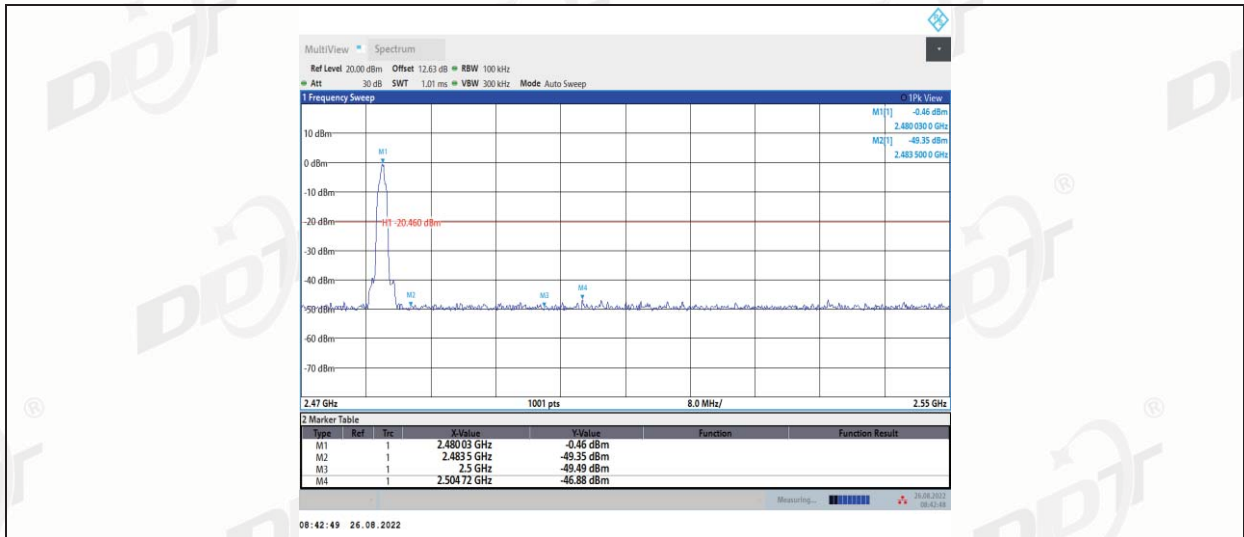 MultiView Spectrum
Ref Level 20.00 dBm Offset 12.63 dB RBW 100 kHz
Att 30 dB SWT 1.01 ms VBW 300 kHz Mode Auto Sweep
1 Frequency Sweep 1Pk View
M1[1] -0.46 dBm
2.480 030 0 GHz
10 dBm
M2[1] -49.35 dBm
2.483 500 0 GHz
M1
0 dBm
-10 dBm
-20 dBm H1 -20.460 dBm
-30 dBm
-40 dBm
M2 M3 M4
-50 dBm
-60 dBm
-70 dBm
2.47 GHz 1001 pts 8.0 MHz/ 2.55 GHz
2 Marker Table
Type Ref Trc X-Value Y-Value Function Function Result
M1 1 2.480 03 GHz -0.46 dBm
M2 1 2.483 5 GHz -49.35 dBm
M3 1 2.5 GHz -49.49 dBm
M4 1 2.504 72 GHz -46.88 dBm
Measuring... 26.08.2022
08:42:48
08:42:49 26.08.2022
DDT
®